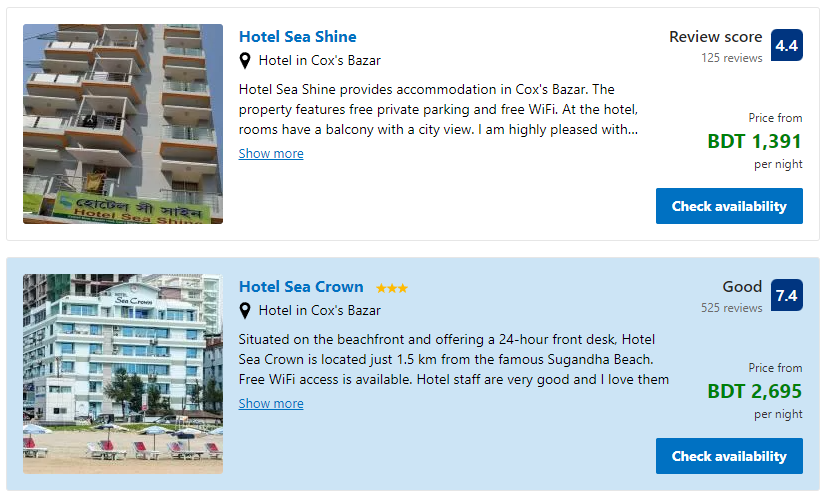 Hotel Sea Shine
Hotel in Cox's Bazar
Hotel Sea Shine provides accommodation in Cox's Bazar. The
property features free private parking and free WiFi. At the hotel,
rooms have a balcony with a city view. I am highly pleased with...
Show more
Review score
125 reviews
4.4
Price from
BDT 1,391
per night
Check availability
হোটেল সী সাইন
Hotel Sea Shine
Hotel Sea Crown
Hotel in Cox's Bazar
Situated on the beachfront and offering a 24-hour front desk, Hotel
Sea Crown is located just 1.5 km from the famous Sugandha Beach.
Free WiFi access is available. Hotel staff are very good and I love them
Show more
Good
525 reviews
7.4
Price from
BDT 2,695
per night
Check availability
Sea Crown